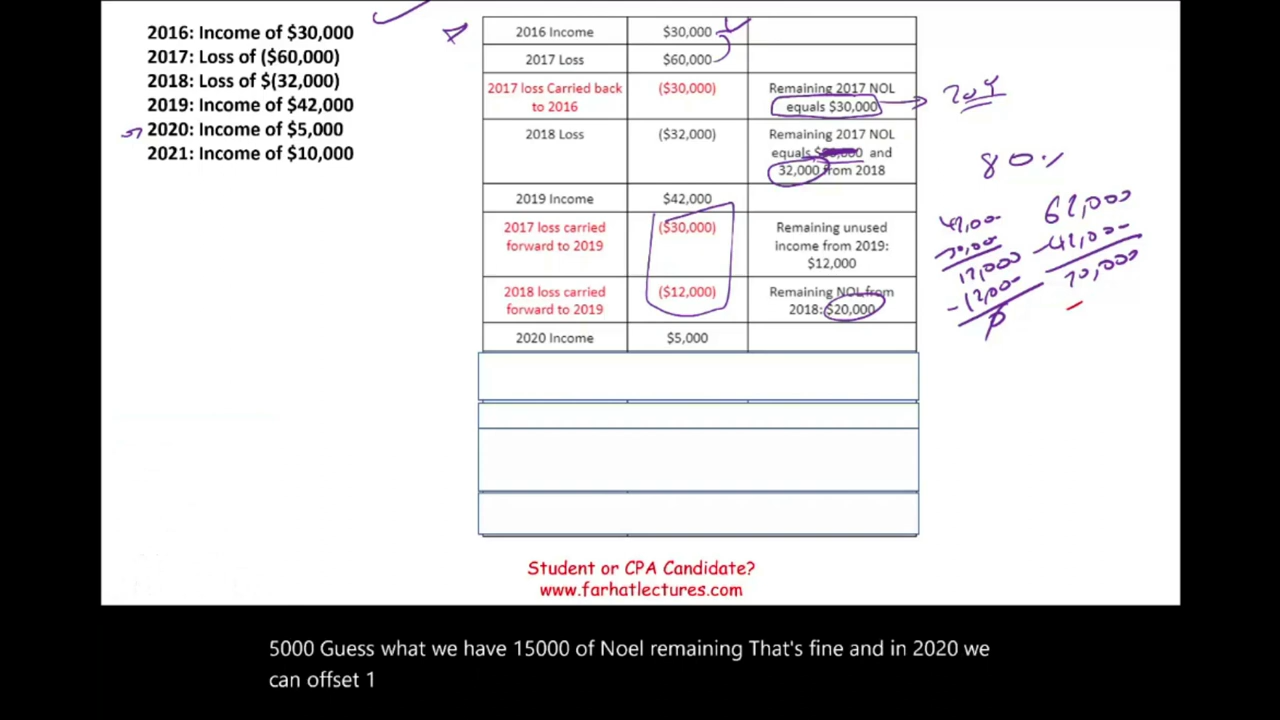 2016: Income of $30,000
2017: Loss of ($60,000)
2018: Loss of $(32,000)
2019: Income of $42,000
2020: Income of $5,000
2021: Income of $10,000
2016 Income $30,000
2017 Loss $60,000
2017 loss Carried back
to 2016
($30,000)
Remaining 2017 NOL
equals $30,000
2018 Loss ($32,000)
Remaining 2017 NOL
equals and
32,000 from 2018
2019 Income $42,000
2017 loss carried
forward to 2019
($30,000)
Remaining unused
income from 2019:
$12,000
2018 loss carried
forward to 2019
($12,000)
Remaining NOL from
2018: $20,000
2020 Income $5,000
80%
62,000
12,000
-12,000
Student or CPA Candidate?
www.farhatlectures.com
5000 Guess what we have 15000 of Noel remaining That's fine and in 2020 we
can offset 1